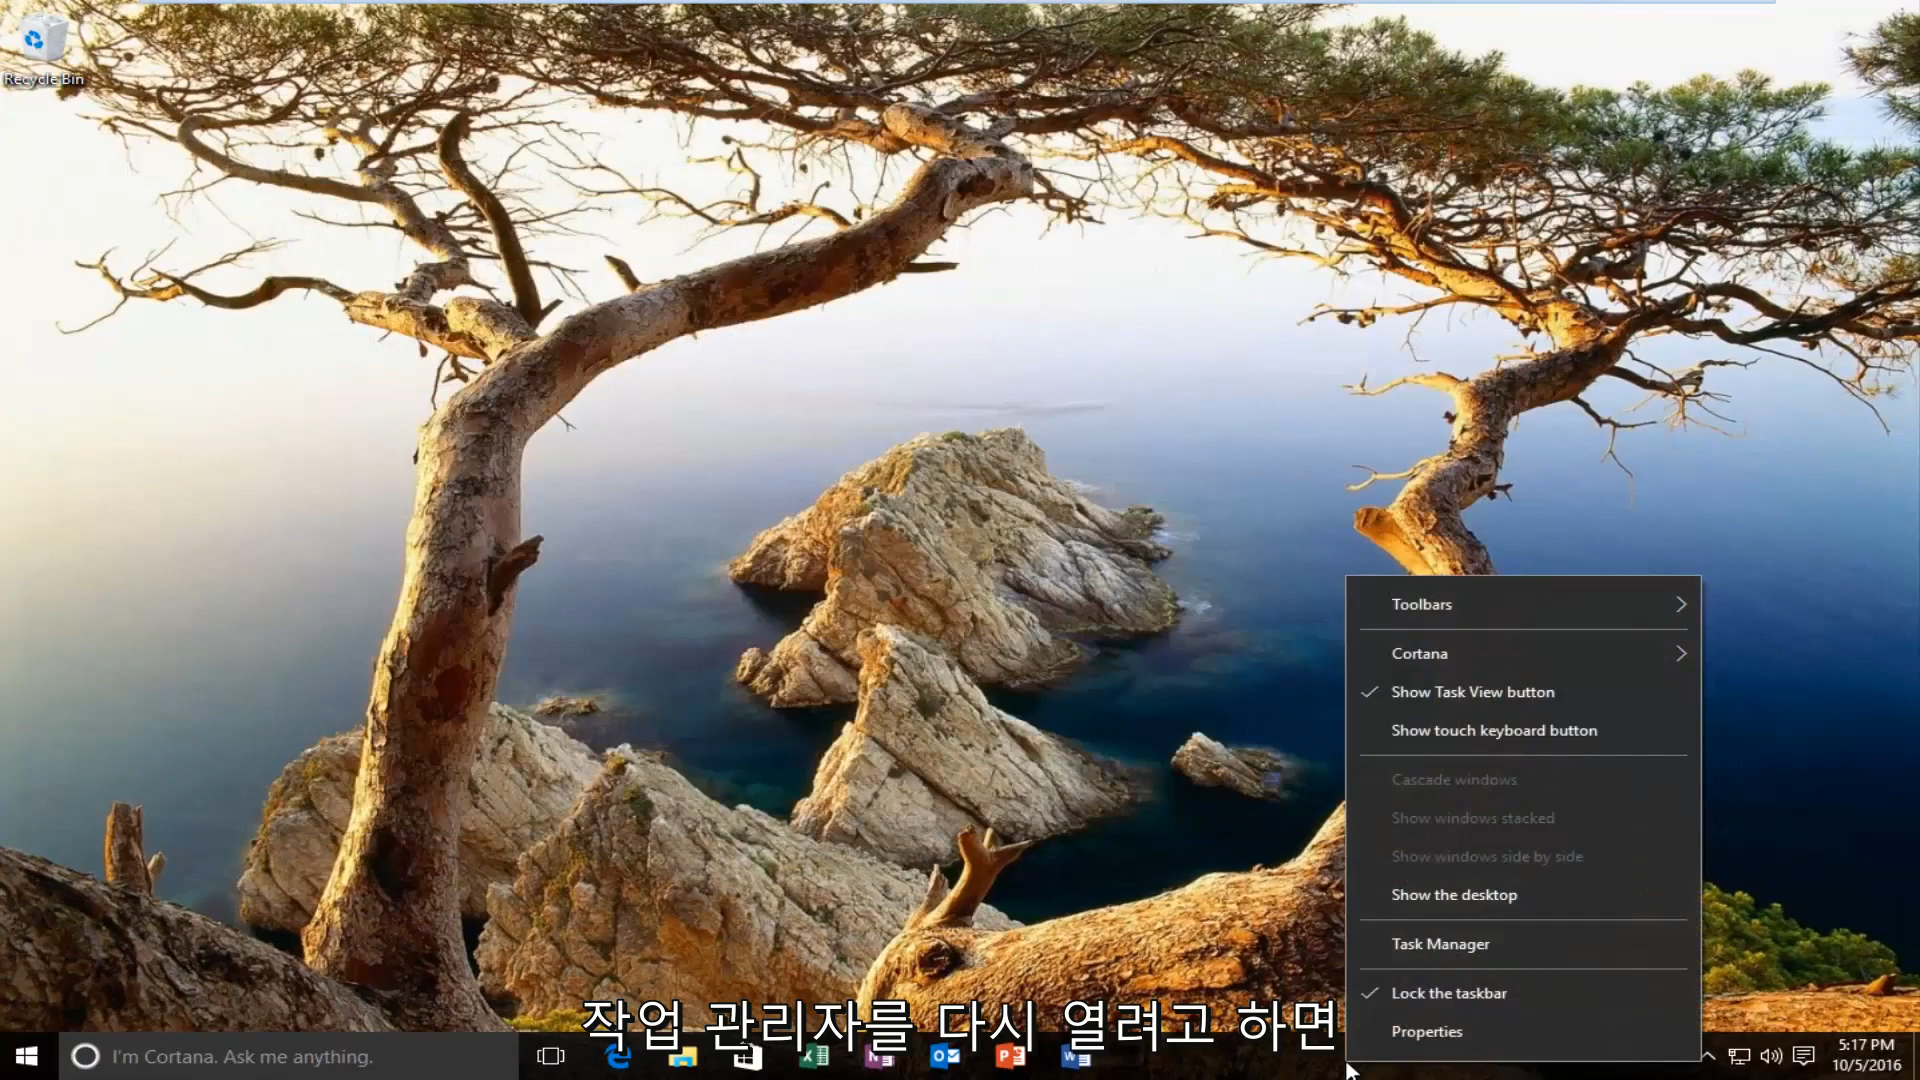 Recycle Bin
Toolbars
Cortana
Show Task View button
Show touch keyboard button
Cascade windows
Show windows stacked
Show windows side by side
Show the desktop
Task Manager
Lock the taskbar
Properties
작업 관리자를 다시 열려고 하면
I'm Cortana. Ask me anything.
5:17 PM
10/5/2016